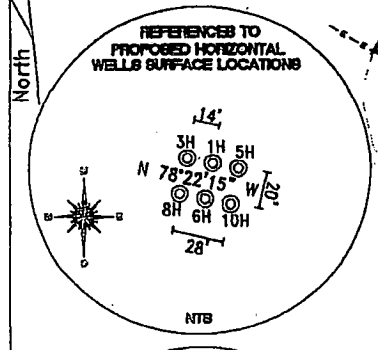 REFERENCES TO
PROPOSED HORIZONTAL
WELLS SURFACE LOCATIONS
North
14'
3H 1H 5H
N 78°22'15" W
20'
8H 6H 10H
28'
NTS